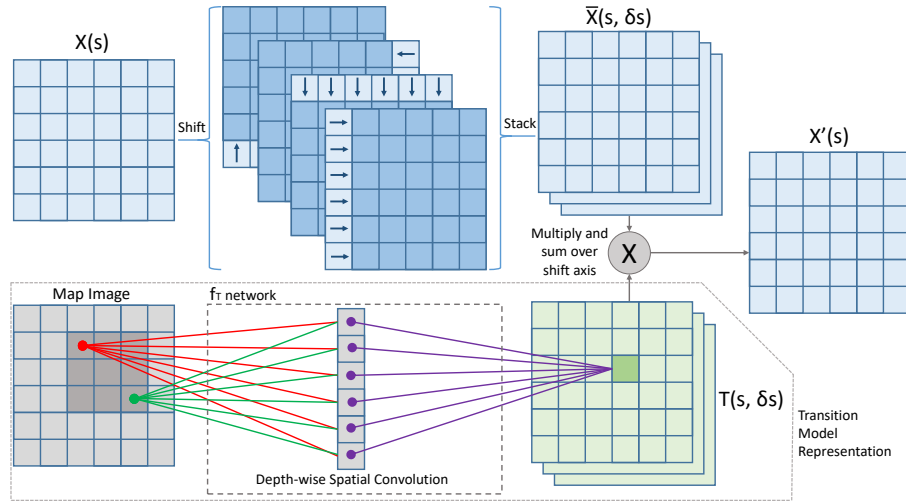 X(s)
Shift
Stack
X̅(s, δs)
X'(s)
Multiply and
sum over
shift axis
X
Map Image
fT network
Depth-wise Spatial Convolution
T(s, δs)
Transition
Model
Representation